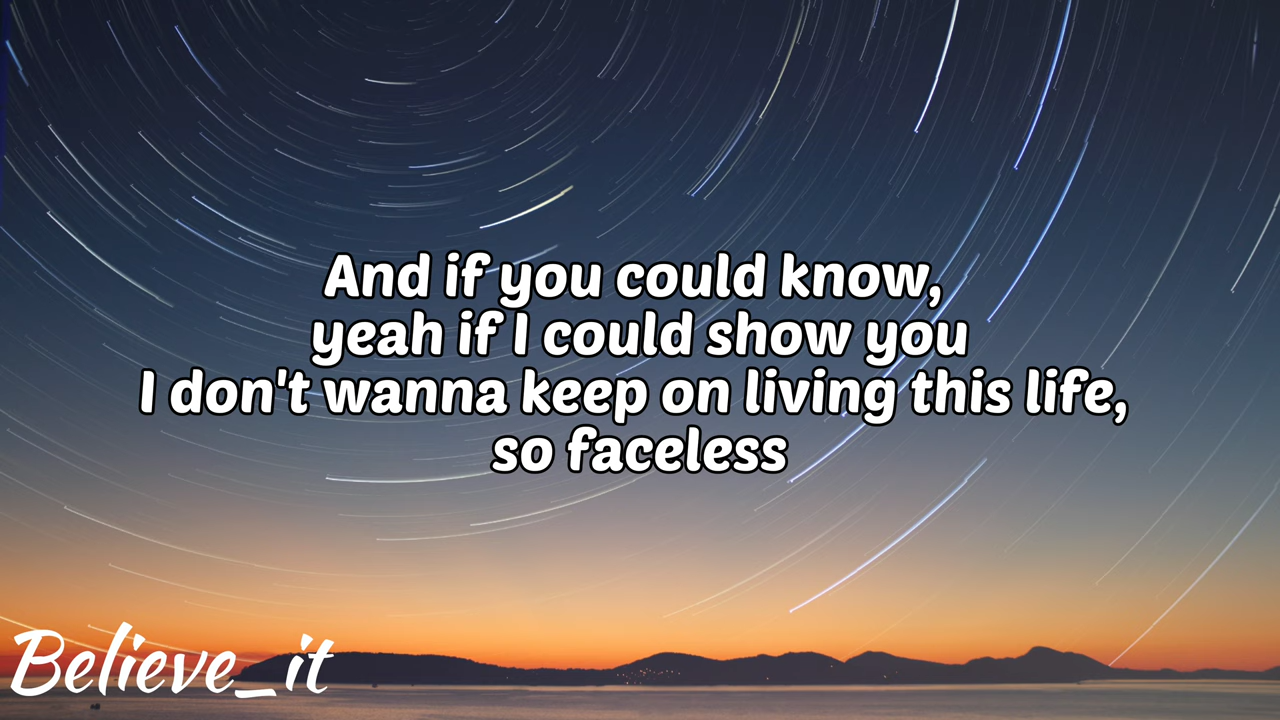 And if you could know,
yeah if I could show you
I don't wanna keep on living this life,
so faceless
Believe_it